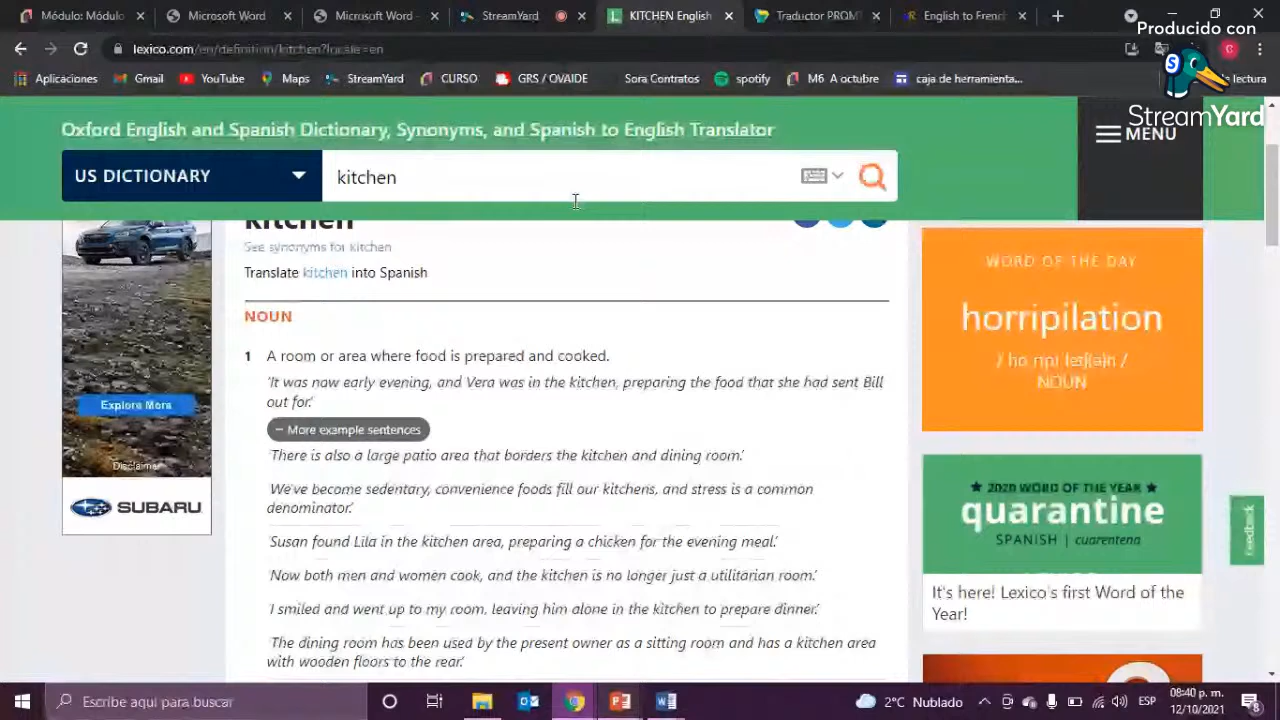 Módulo: Módulo
Microsoft Word
Microsoft Word
StreamYard
KITCHEN English
Traductor PROMT
English to French
Producido con
lexico.com/en/definition/kitchen?locale=en
Aplicaciones
Gmail
YouTube
Maps
StreamYard
CURSO
GRS / OVAIDE
Sora Contratos
spotify
M6 A octubre
caja de herramienta...
lectura
StreamYard
Oxford English and Spanish Dictionary, Synonyms, and Spanish to English Translator
MENU
US DICTIONARY
kitchen
kitchen
See synonyms for kitchen
Translate kitchen into Spanish
NOUN
1 A room or area where food is prepared and cooked.
'It was now early evening, and Vera was in the kitchen, preparing the food that she had sent Bill
out for.'
– More example sentences
'There is also a large patio area that borders the kitchen and dining room.'
'We've become sedentary, convenience foods fill our kitchens, and stress is a common
denominator.'
'Susan found Lila in the kitchen area, preparing a chicken for the evening meal.'
'Now both men and women cook, and the kitchen is no longer just a utilitarian room.'
'I smiled and went up to my room, leaving him alone in the kitchen to prepare dinner.'
'The dining room has been used by the present owner as a sitting room and has a kitchen area
with wooden floors to the rear.'
Explore More
Disclaimer
SUBARU
WORD OF THE DAY
horripilation
NOUN
★ 2020 WORD OF THE YEAR ★
quarantine
SPANISH | cuarentena
It's here! Lexico's first Word of the
Year!
Feedback
Escribe aquí para buscar
2°C Nublado
ESP
08:40 p. m.
12/10/2021